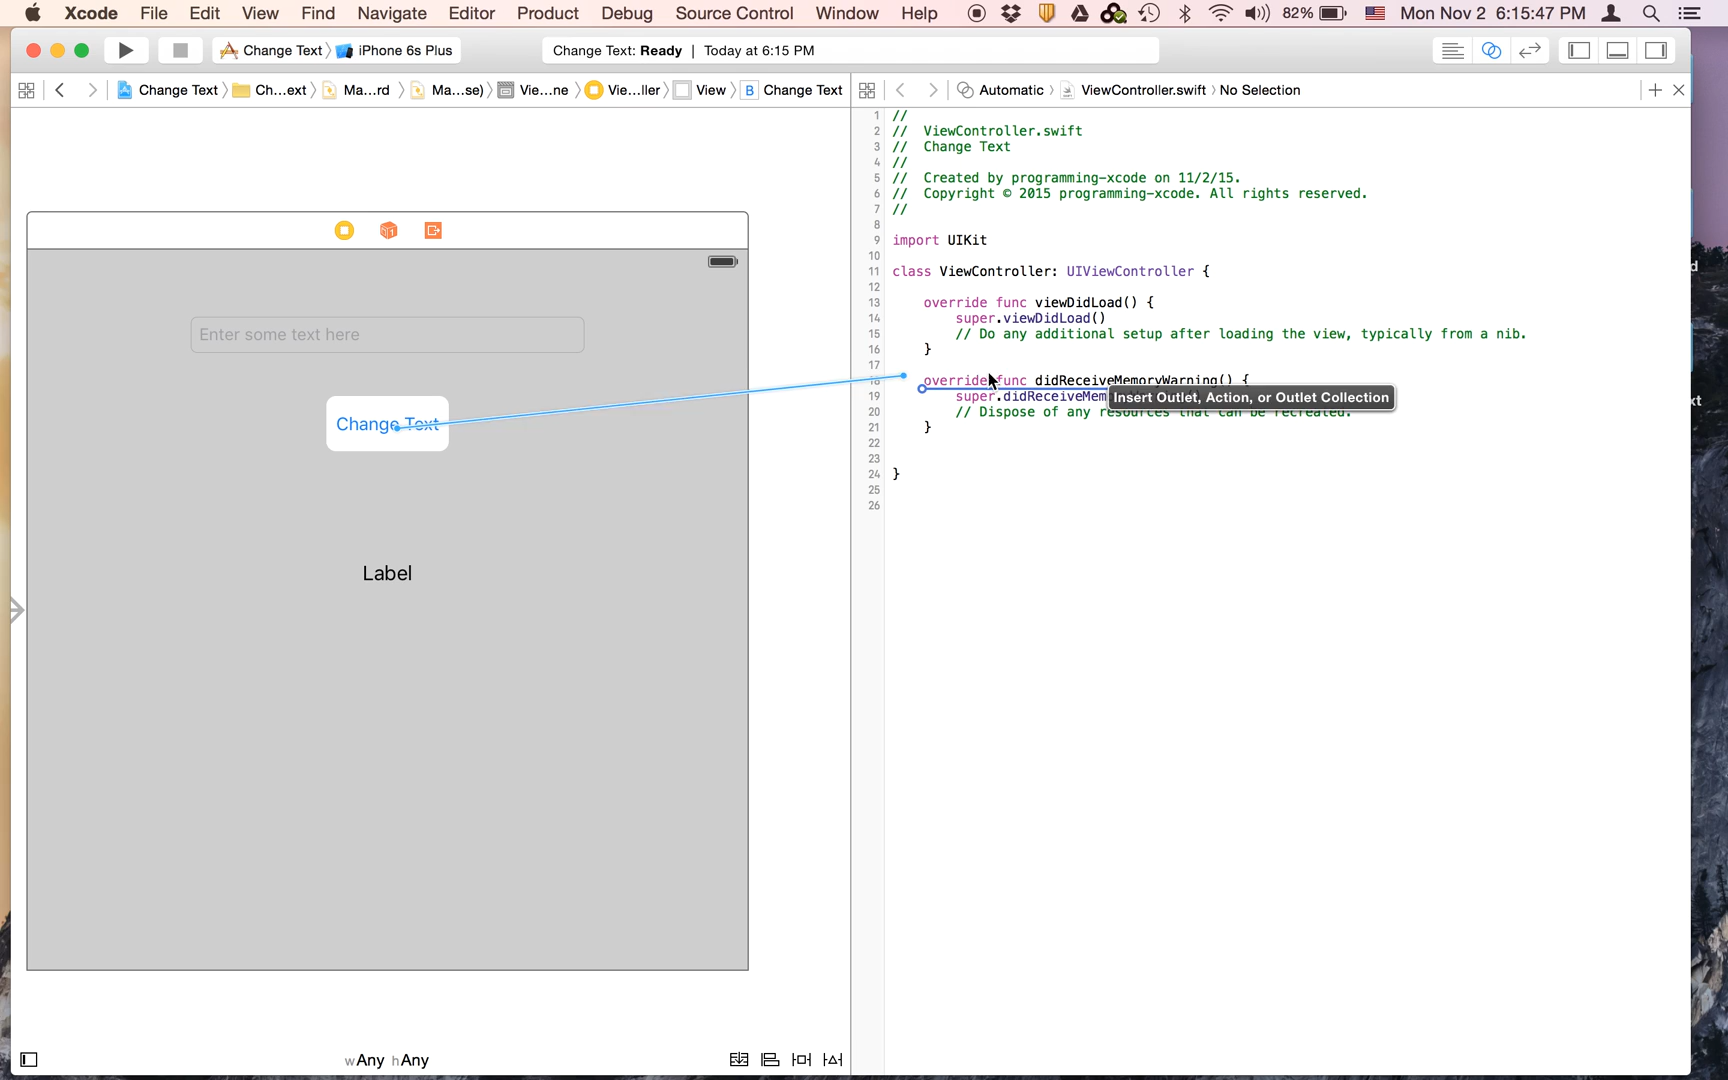 Xcode File Edit View Find Navigate Editor Product Debug Source Control Window Help 82% Mon Nov 2 6:15:47 PM
Change Text iPhone 6s Plus Change Text: Ready | Today at 6:15 PM
Change Text Ch...ext Ma...rd Ma...se) Vie...ne Vie...ller View B Change Text Automatic ViewController.swift No Selection
1 //
2 // ViewController.swift
3 // Change Text
4 //
5 // Created by programming-xcode on 11/2/15.
6 // Copyright © 2015 programming-xcode. All rights reserved.
7 //
8
9 import UIKit
10
11 class ViewController: UIViewController {
12
13 override func viewDidLoad() {
14 super.viewDidLoad()
15 // Do any additional setup after loading the view, typically from a nib.
16 }
17
18 override func didReceiveMemoryWarning() {
19 super.didReceiveMem
Insert Outlet, Action, or Outlet Collection
20 // Dispose of any resources that can be recreated.
21 }
22
23
24 }
25
26
Enter some text here
Change Text
Label
wAny hAny